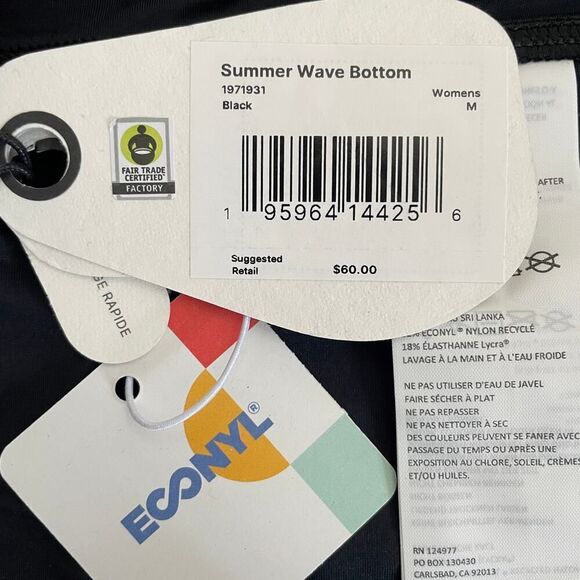 Summer Wave Bottom
1971931
Womens
Black
M
1 95964 14425 6
Suggested
Retail
$60.00
FAIR TRADE
CERTIFIED™
FACTORY
GE RAPIDE
ECONYL®
AFTER
SRI LANKA
ECONYL® NYLON RECYCLÉ
18% ÉLASTHANNE Lycra®
LAVAGE À LA MAIN ET À L'EAU FROIDE
NE PAS UTILISER D'EAU DE JAVEL
FAIRE SÉCHER À PLAT
NE PAS REPASSER
NE PAS NETTOYER À SEC
DES COULEURS PEUVENT SE FANER AVEC
PASSAGE DU TEMPS OU APRÈS UNE
EXPOSITION AU CHLORE, SOLEIL, CRÈMES
ET/OU HUILES.
RN 124977
PO BOX 130430
CARLSBAD, CA 92013